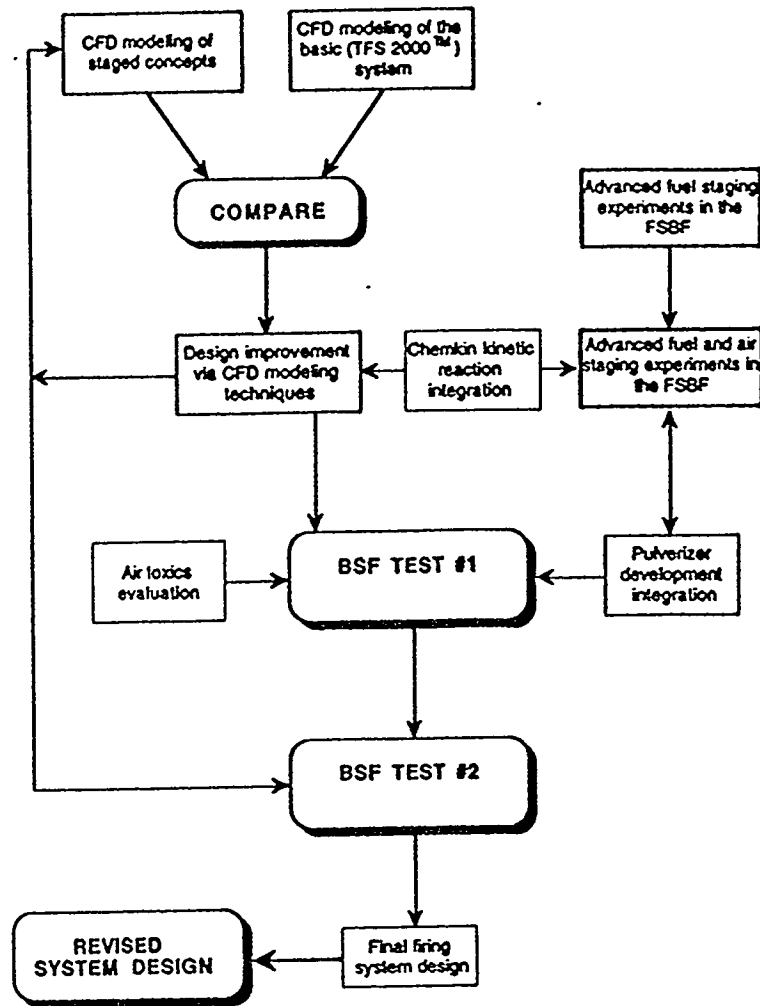 CFD modeling of
staged concepts
CFD modeling of the
basic (TFS 2000™)
system
COMPARE
Advanced fuel staging
experiments in the
FSBF
Design improvement
via CFD modeling
techniques
Chemkin kinetic
reaction
integration
Advanced fuel and air
staging experiments in
the FSBF
Air toxics
evaluation
BSF TEST #1
Pulverizer
development
integration
BSF TEST #2
REVISED
SYSTEM DESIGN
Final firing
system design